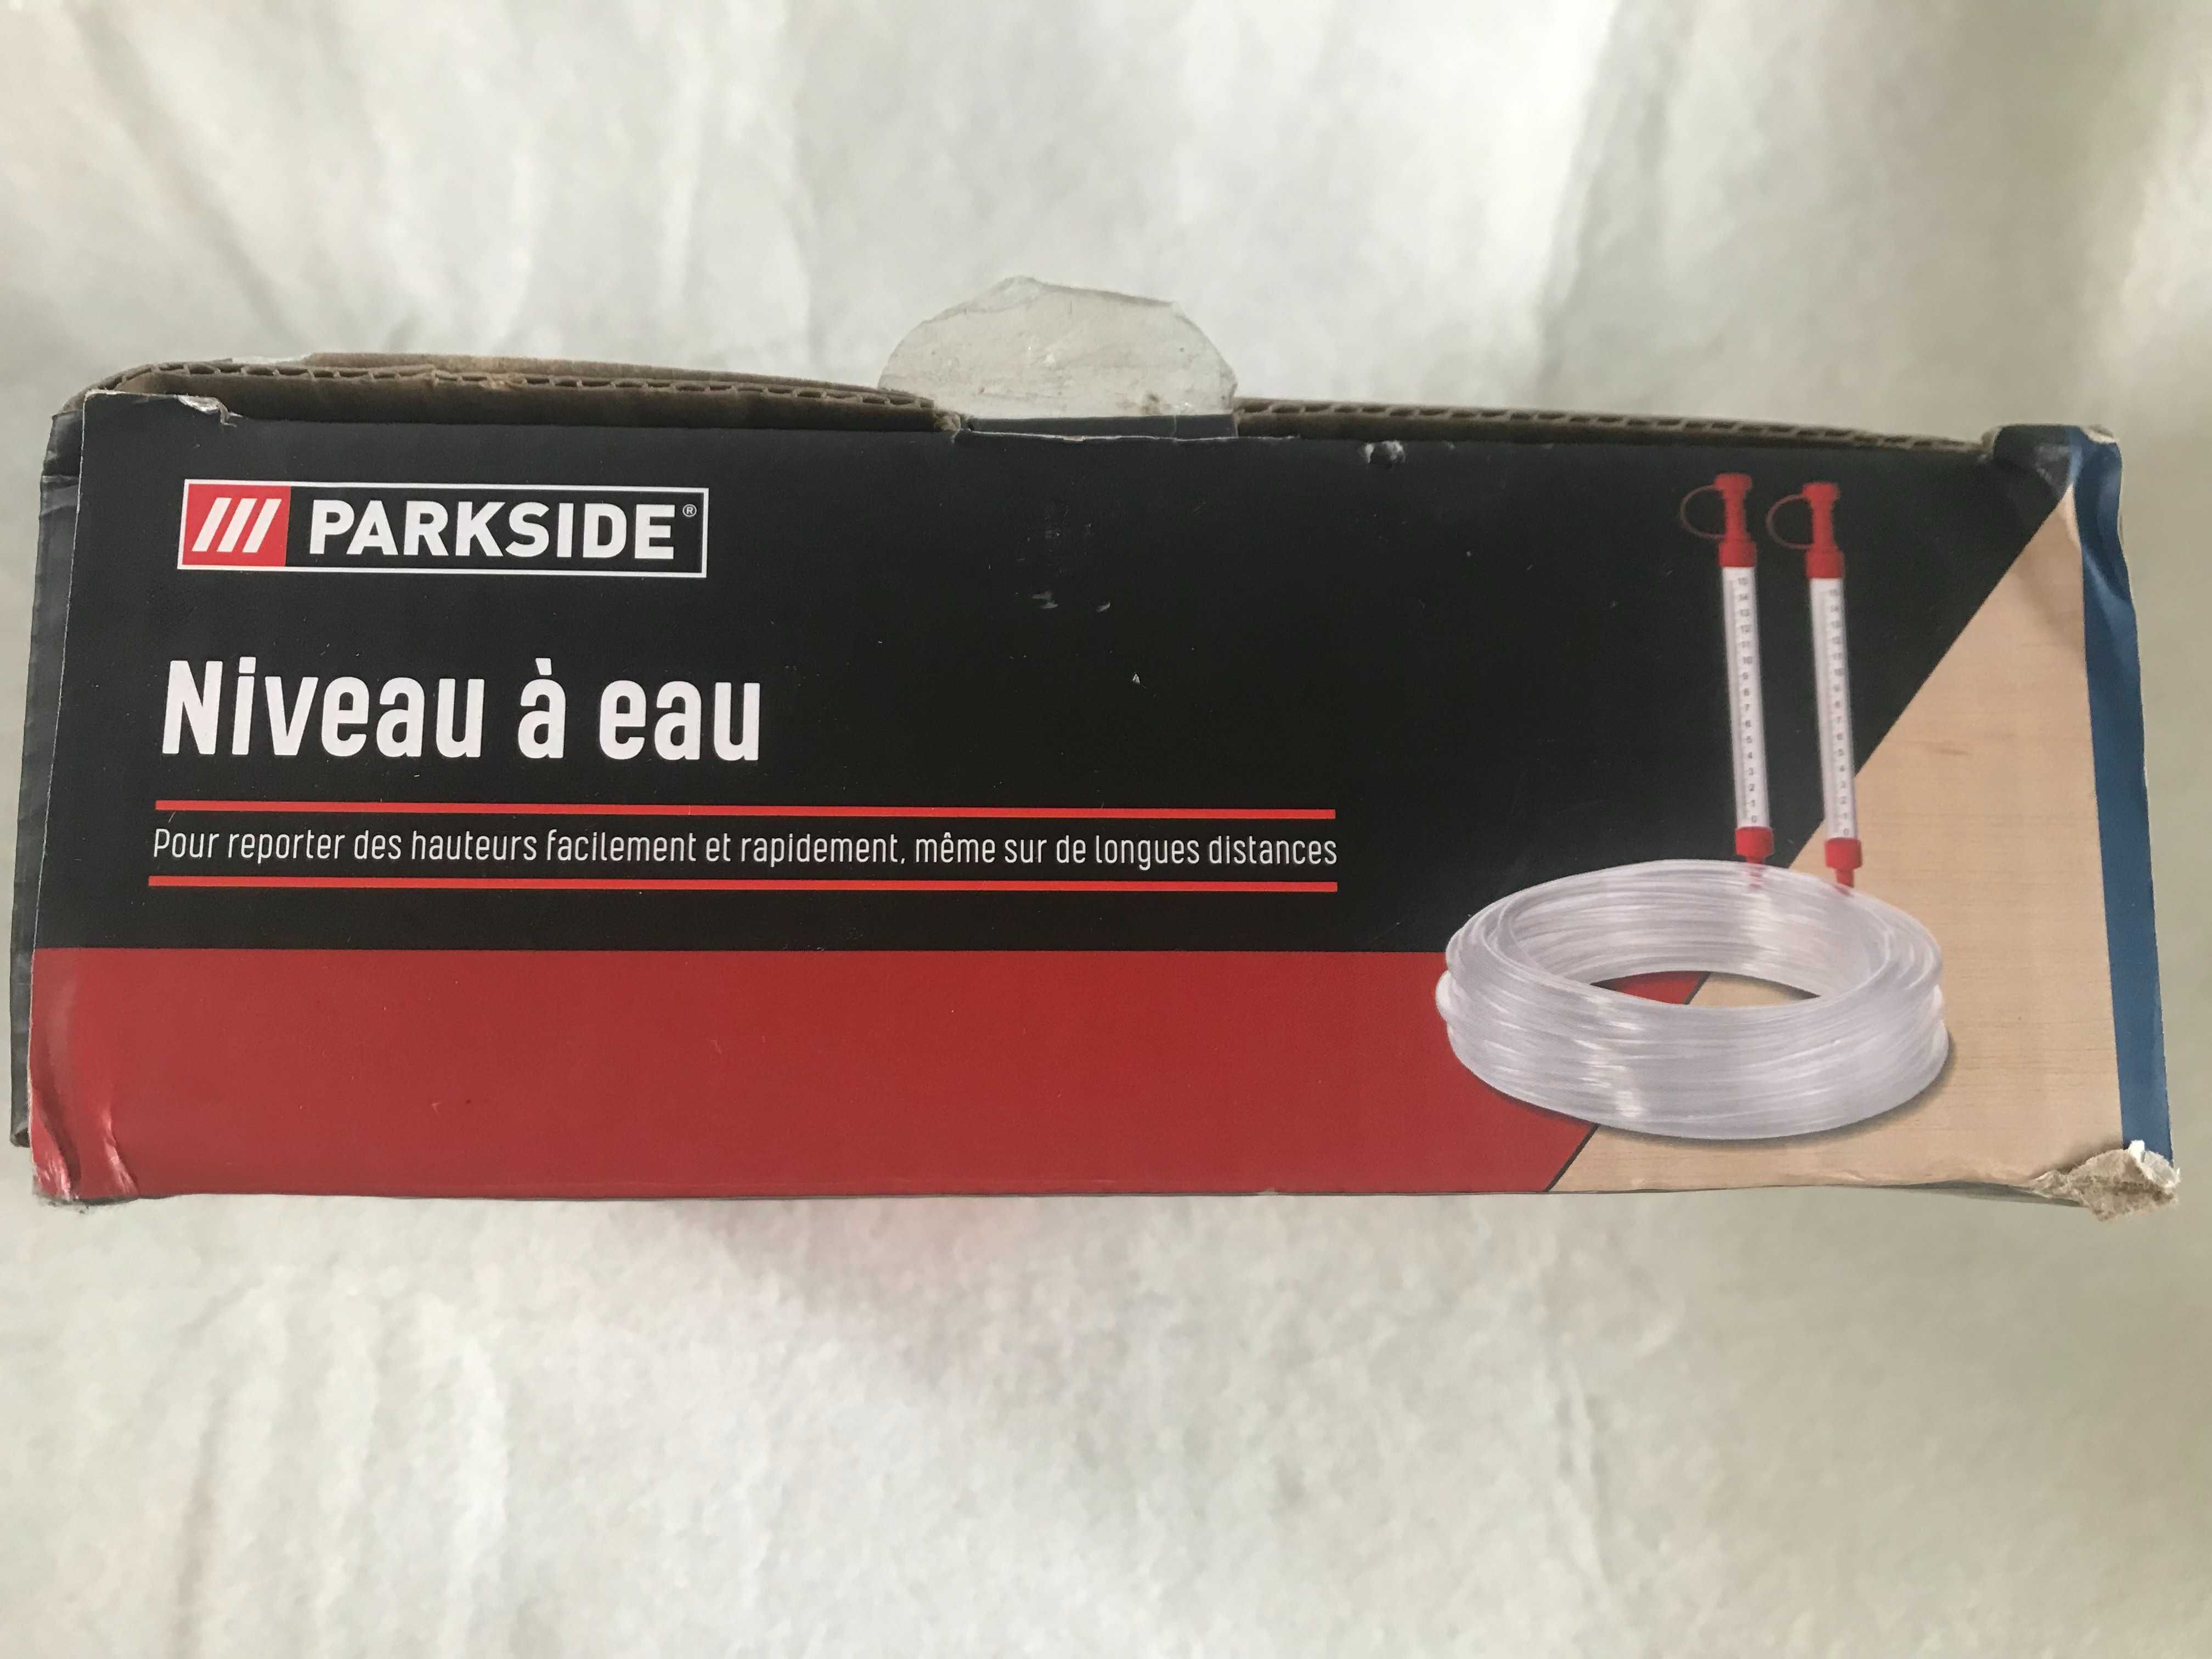 PARKSIDE®
Niveau à eau
Pour reporter des hauteurs facilement et rapidement, même sur de longues distances